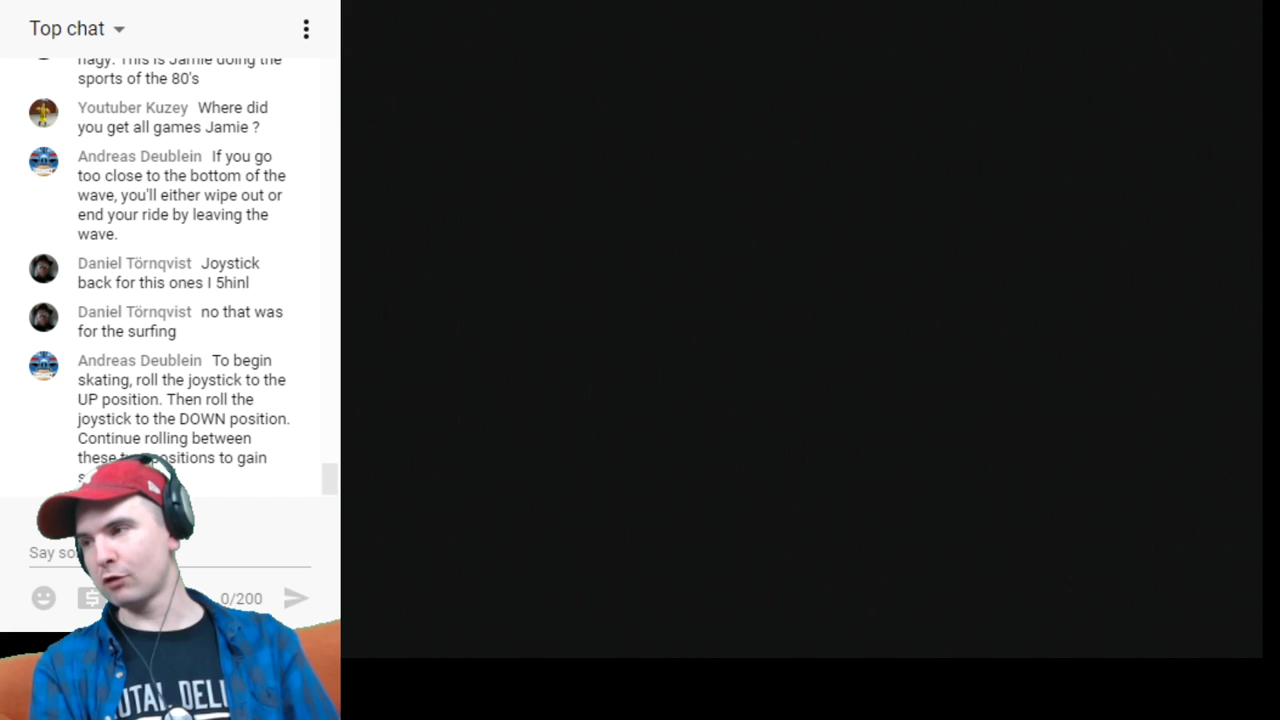 Top chat
nagy. This is Jamie doing the
sports of the 80's
Youtuber Kuzey Where did
you get all games Jamie ?
Andreas Deublein If you go
too close to the bottom of the
wave, you'll either wipe out or
end your ride by leaving the
wave.
Daniel Törnqvist Joystick
back for this ones I 5hinl
Daniel Törnqvist no that was
for the surfing
Andreas Deublein To begin
skating, roll the joystick to the
UP position. Then roll the
joystick to the DOWN position.
Continue rolling between
these positions to gain
Say
0/200